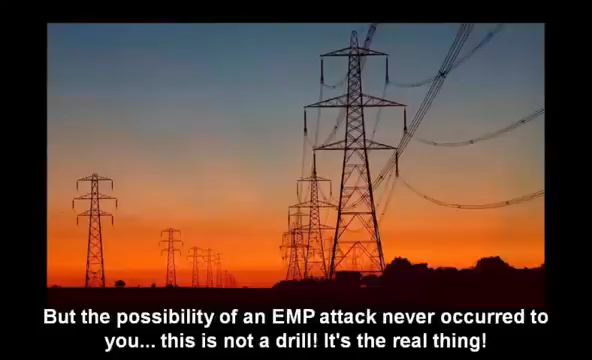 But the possibility of an EMP attack never occurred to
you... this is not a drill! It's the real thing!